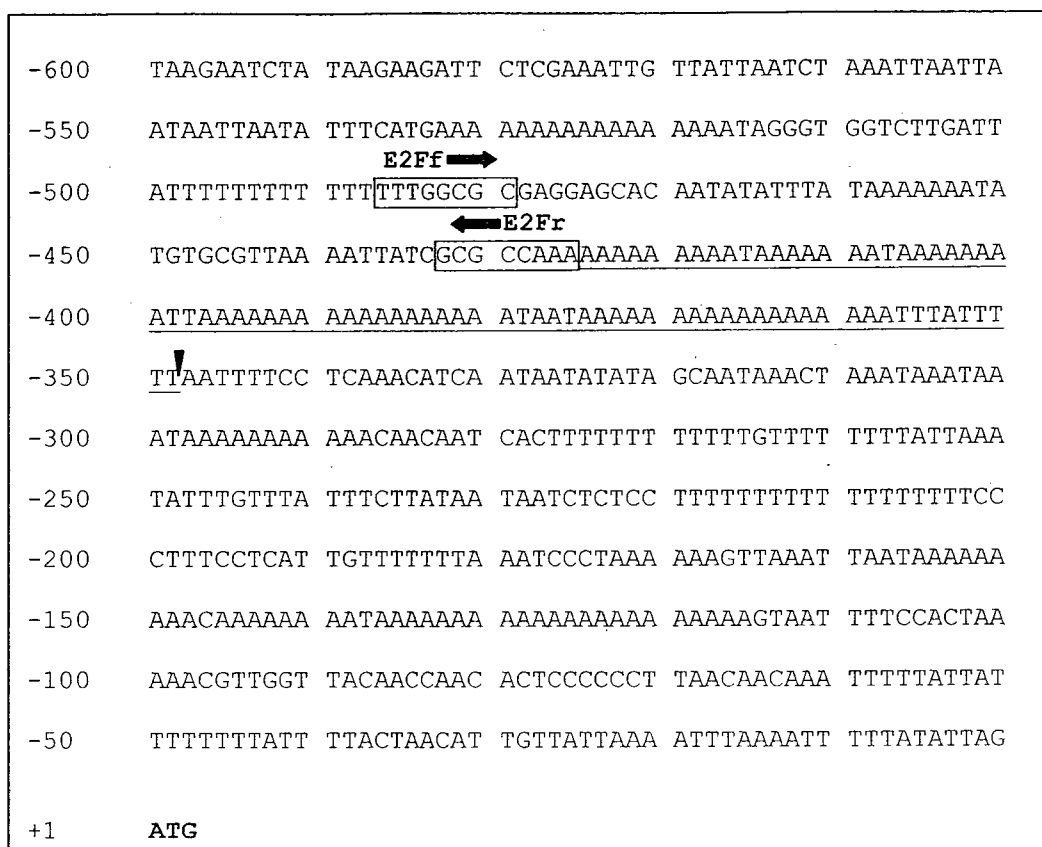 -600 TAAGAATCTA TAAGAAGATT CTCGAAATTG TTATTAATCT AAATTAATTA
-550 ATAATTAATA TTTCATGAAA AAAAAAAAAA AAAATAGGGT GGTCTTGATT
E2Ff
-500 ATTTTTTTTT TTTTTTGGCGC GAGGAGCAC AATATATTTA TAAAAAAATA
E2Fr
-450 TGTGCGTTAA AATTATCGCG CCAAAAAAAA AAAATAAAAA AATAAAAAAA
-400 ATTAAAAAAA AAAAAAAAAA ATAATAAAAA AAAAAAAAAA AAATTTATTT
-350 TTAATTTTCC TCAAACATCA ATAATATATA GCAATAAACT AAATAAATAA
-300 ATAAAAAAAA AAACAACAAT CACTTTTTTT TTTTTGTTTT TTTTATTAAA
-250 TATTTGTTTA TTTCTTATAA TAATCTCTCC TTTTTTTTTT TTTTTTTTCC
-200 CTTTCCTCAT TGTTTTTTTA AATCCCTAAA AAAGTTAAAT TAATAAAAAA
-150 AAACAAAAAA AATAAAAAAA AAAAAAAAAA AAAAAGTAAT TTTCCACTAA
-100 AAACGTTGGT TACAACCAAC ACTCCCCCCT TAACAACAAA TTTTTATTAT
-50 TTTTTTTATT TTACTAACAT TGTTATTAAA ATTTAAAATT TTTATATTAG
+1 ATG